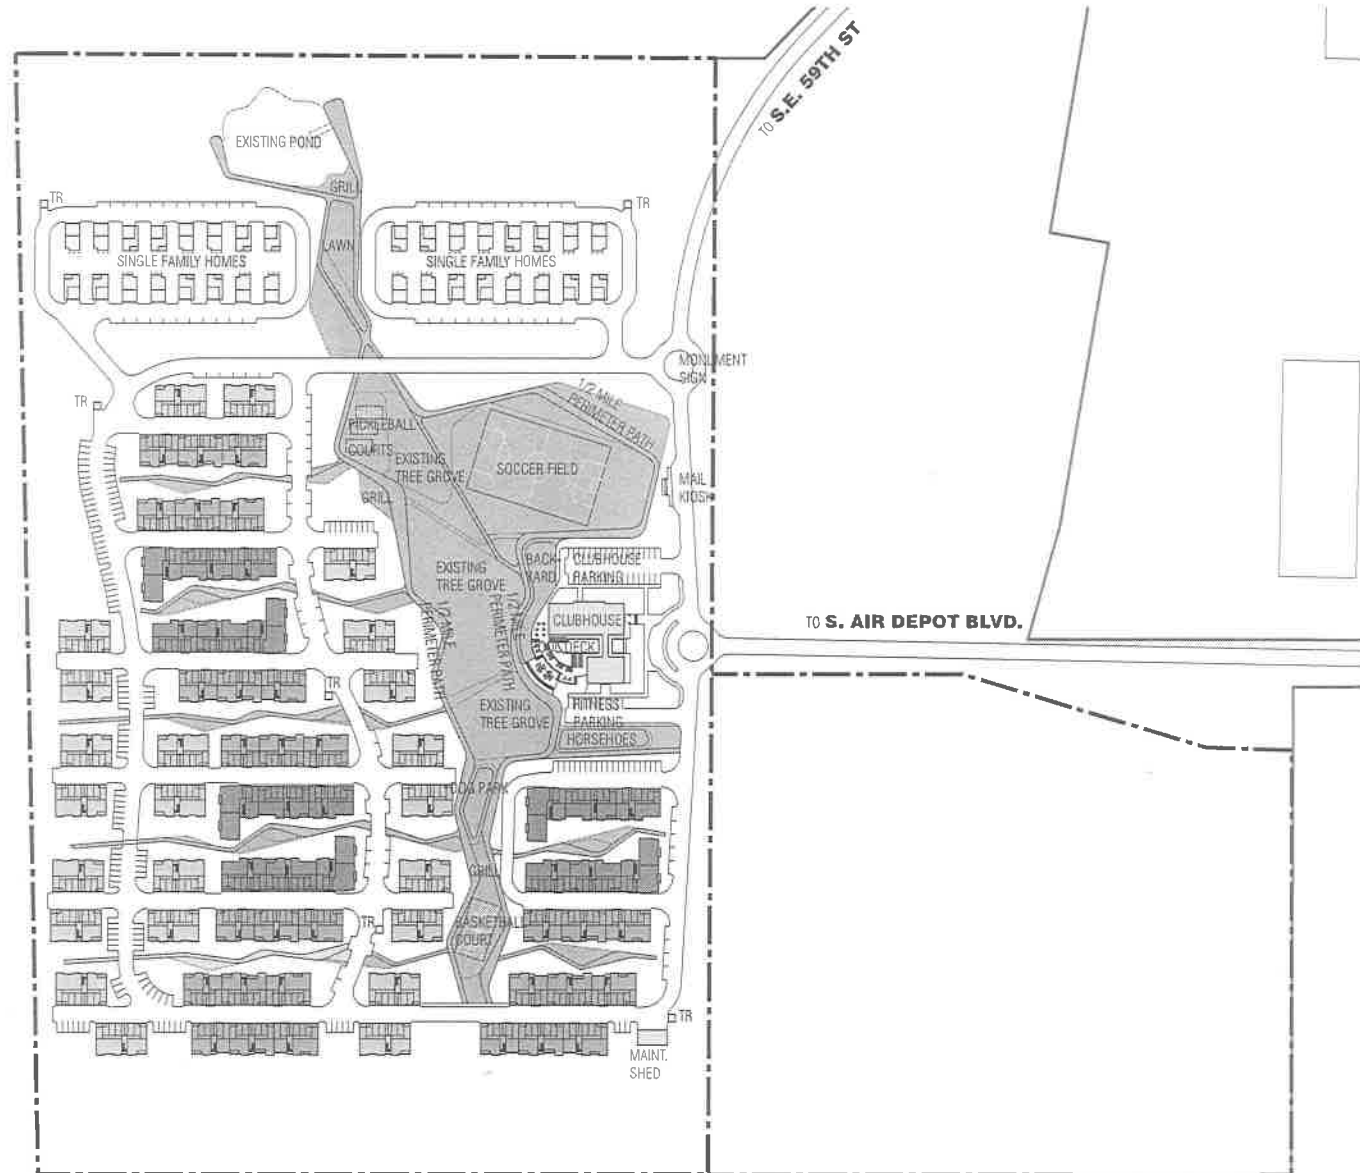 TO S.E. 59TH ST
EXISTING POND
GRILL
TR
TR
LAWN
SINGLE FAMILY HOMES
SINGLE FAMILY HOMES
MONUMENT
SIGN
TR
1/2 MILE
PERIMETER PATH
PICKLEBALL
COURTS
EXISTING
TREE GROVE
SOCCER FIELD
MAIL
KIOSK
GRILL
BACK-
YARD
CLUBHOUSE
PARKING
EXISTING
TREE GROVE
1/2 MILE
PERIMETER PATH
1/2 MILE
PERIMETER PATH
CLUBHOUSE
DECK
TO S. AIR DEPOT BLVD.
TR
EXISTING
TREE GROVE
FITNESS
PARKING
HORSEHOES
DOG PARK
GRILL
BASKETBALL
COURT
TR
TR
MAINT.
SHED